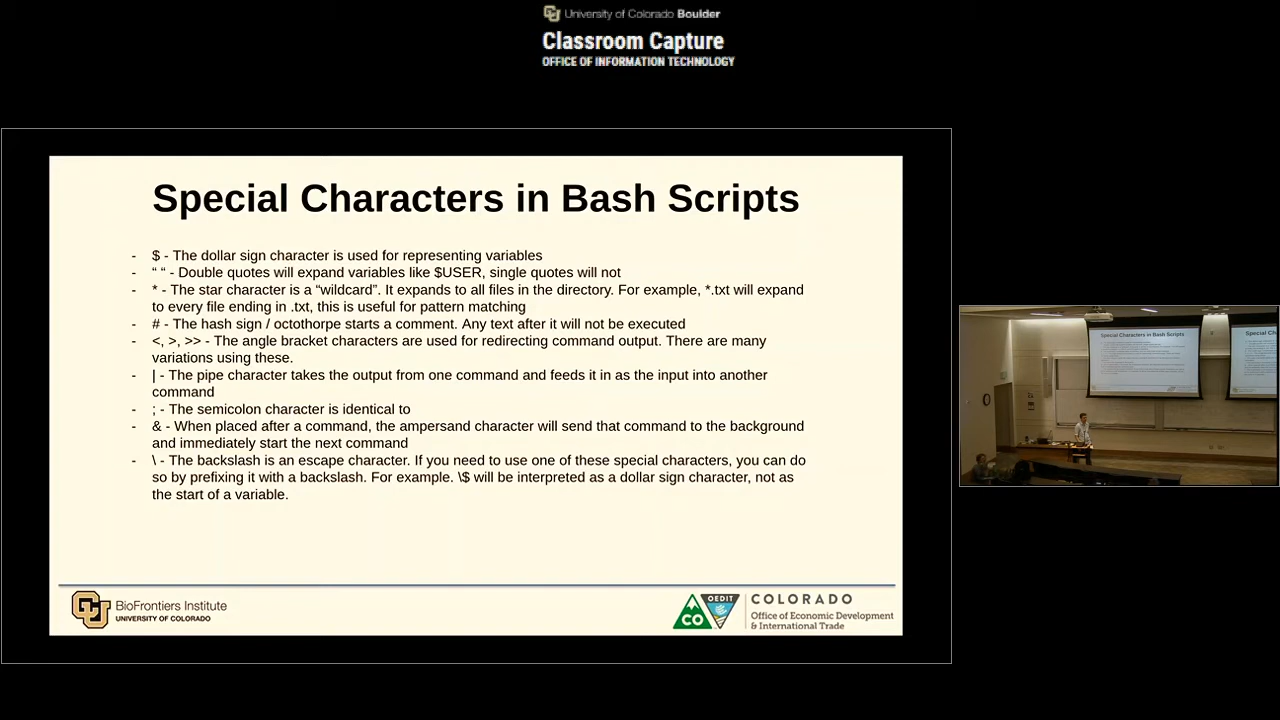 University of Colorado Boulder
Classroom Capture
OFFICE OF INFORMATION TECHNOLOGY
Special Characters in Bash Scripts
- $ - The dollar sign character is used for representing variables
- “ “ - Double quotes will expand variables like $USER, single quotes will not
- * - The star character is a “wildcard”. It expands to all files in the directory. For example, *.txt will expand
to every file ending in .txt, this is useful for pattern matching
- # - The hash sign / octothorpe starts a comment. Any text after it will not be executed
- <, >, >> - The angle bracket characters are used for redirecting command output. There are many
variations using these.
- | - The pipe character takes the output from one command and feeds it in as the input into another
command
- ; - The semicolon character is identical to
- & - When placed after a command, the ampersand character will send that command to the background
and immediately start the next command
- \ - The backslash is an escape character. If you need to use one of these special characters, you can do
so by prefixing it with a backslash. For example. \$ will be interpreted as a dollar sign character, not as
the start of a variable.
BioFrontiers Institute
UNIVERSITY OF COLORADO
CO
OEDIT
COLORADO
Office of Economic Development
& International Trade
Special Characters in Bash Scripts